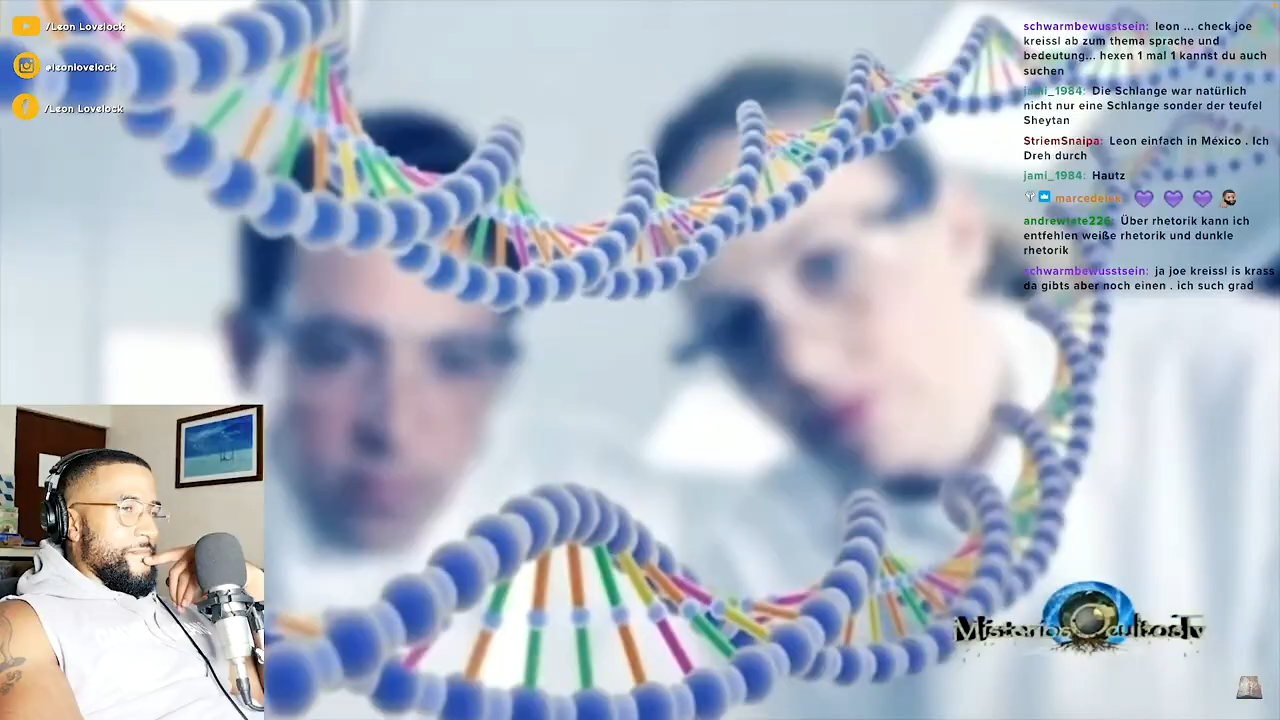 /Leon Lovelock
@leonlovelock
/Leon Lovelock
schwarmbewusstsein: leon ... check joe
kreissl ab zum thema sprache und
bedeutung... hexen 1 mal 1 kannst du auch
suchen
jami_1984: Die Schlange war natürlich
nicht nur eine Schlange sonder der teufel
Sheytan
StriemSnaipa: Leon einfach in México . Ich
Dreh durch
jami_1984: Hautz
andrewtate226: Über rhetorik kann ich
entfehlen weiße rhetorik und dunkle
rhetorik
schwarmbewusstsein: ja joe kreissl is krass
da gibts aber noch einen . ich such grad
MisteriosOcultosTv